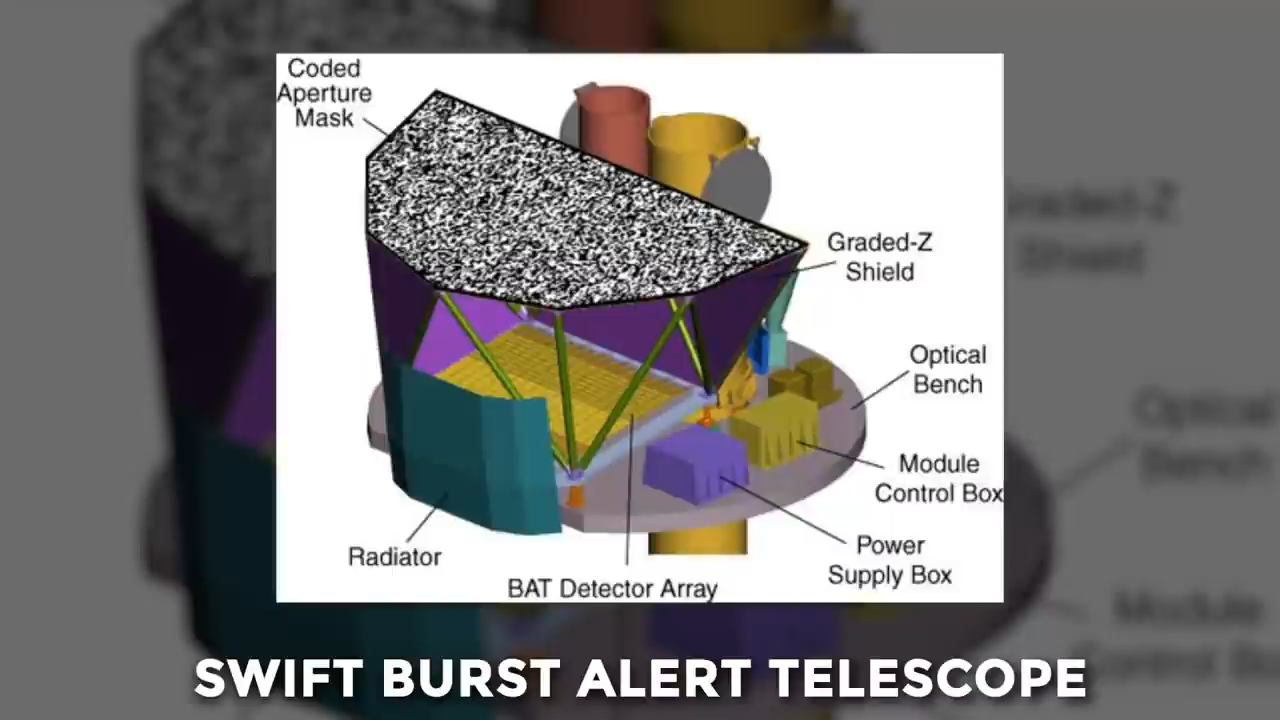 Coded
Aperture
Mask
Graded-Z
Shield
Optical
Bench
Module
Control Box
Power
Supply Box
Radiator
BAT Detector Array
SWIFT BURST ALERT TELESCOPE